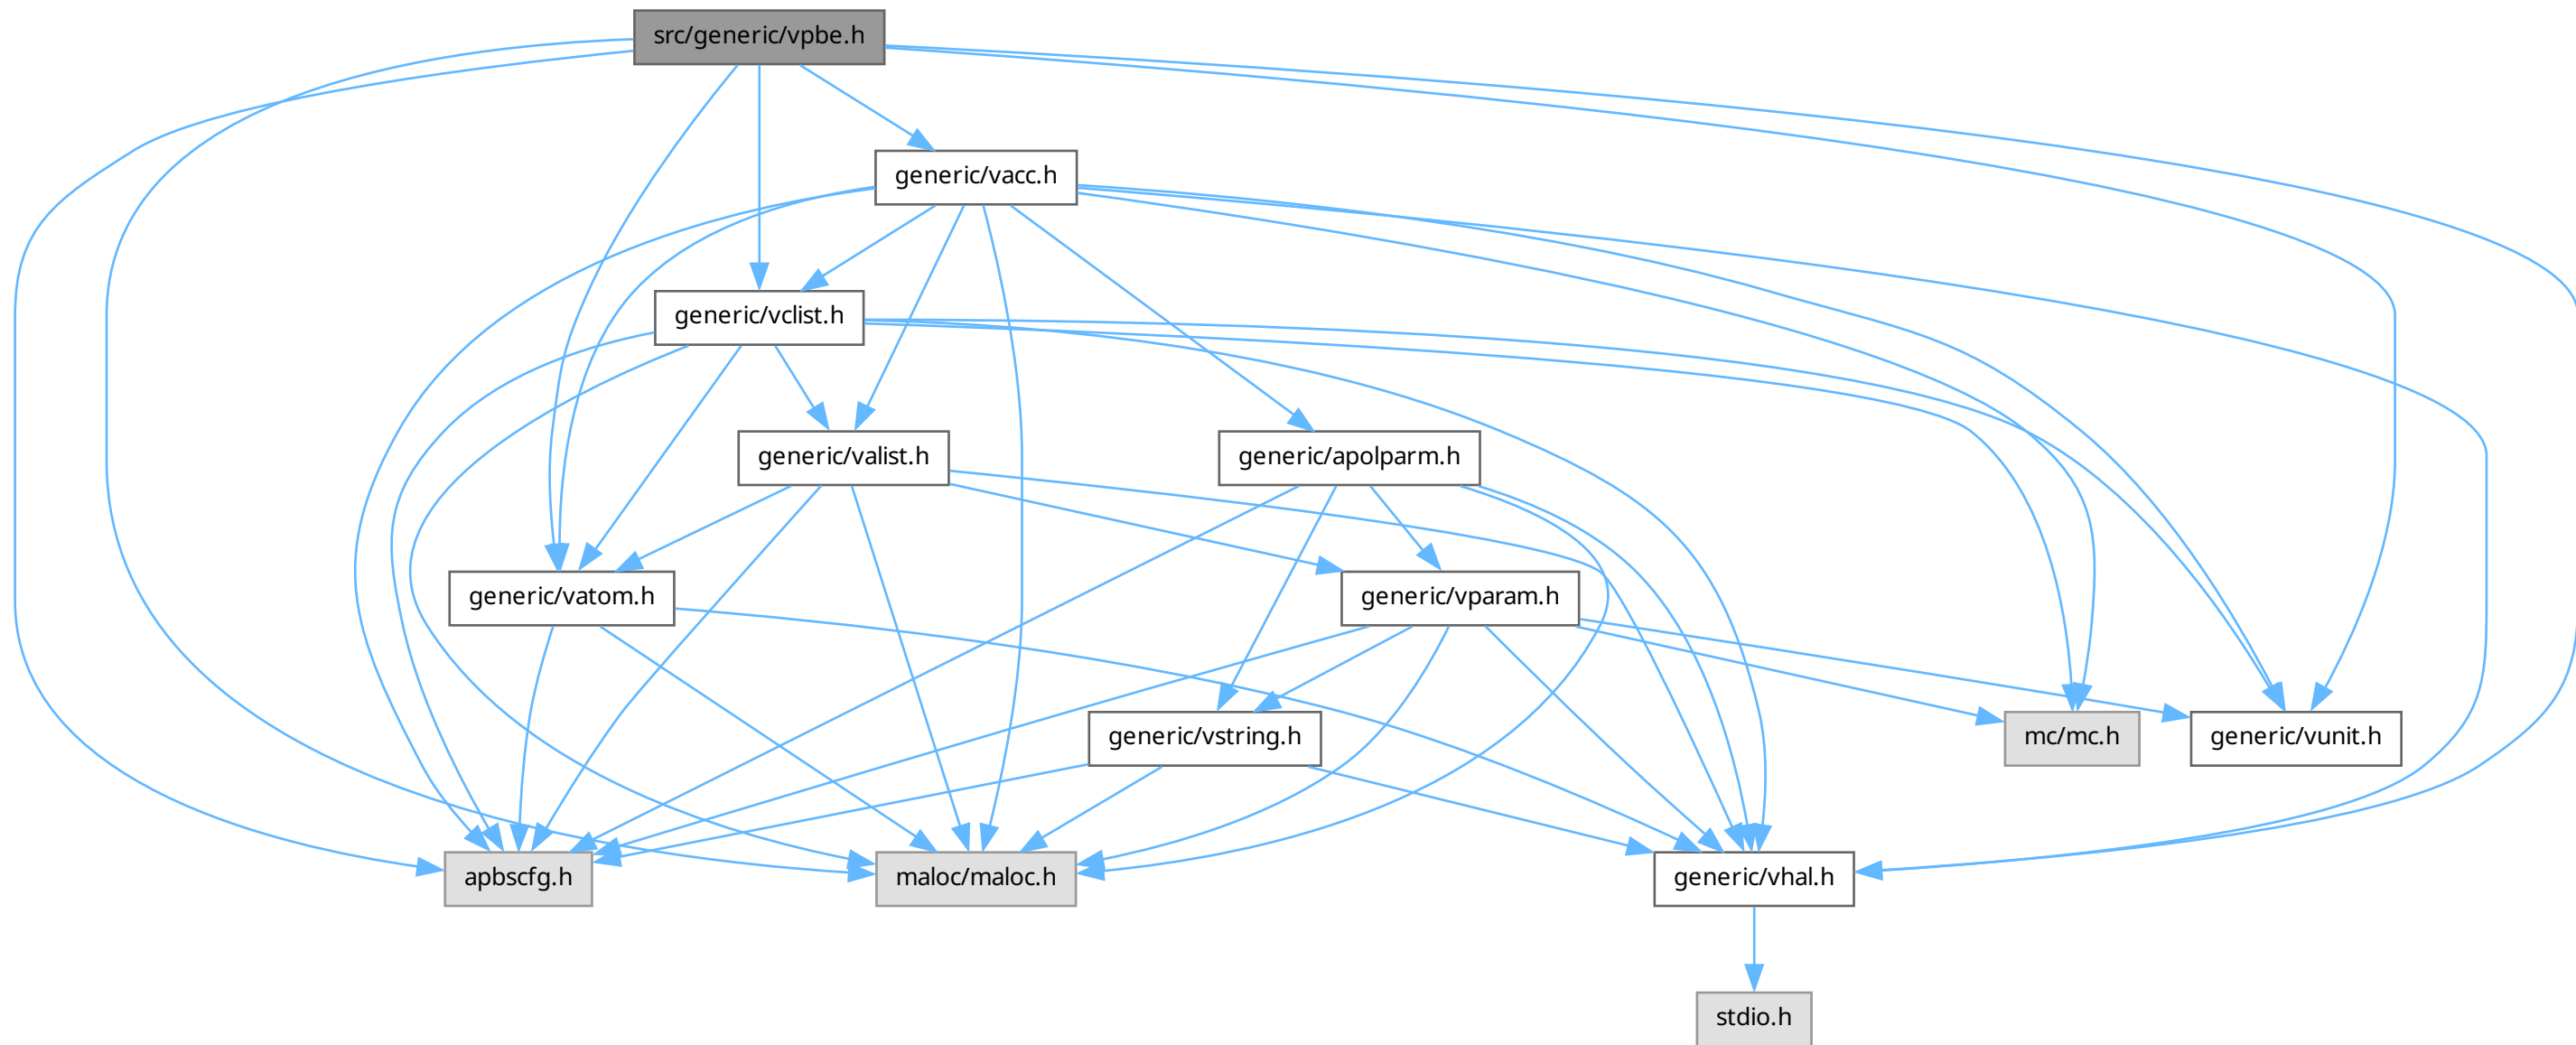 src/generic/vpbe.h
generic/vacc.h
generic/vclist.h
generic/valist.h
generic/apolparm.h
generic/vatom.h
generic/vparam.h
generic/vstring.h
mc/mc.h
generic/vunit.h
apbscfg.h
maloc/maloc.h
generic/vhal.h
stdio.h